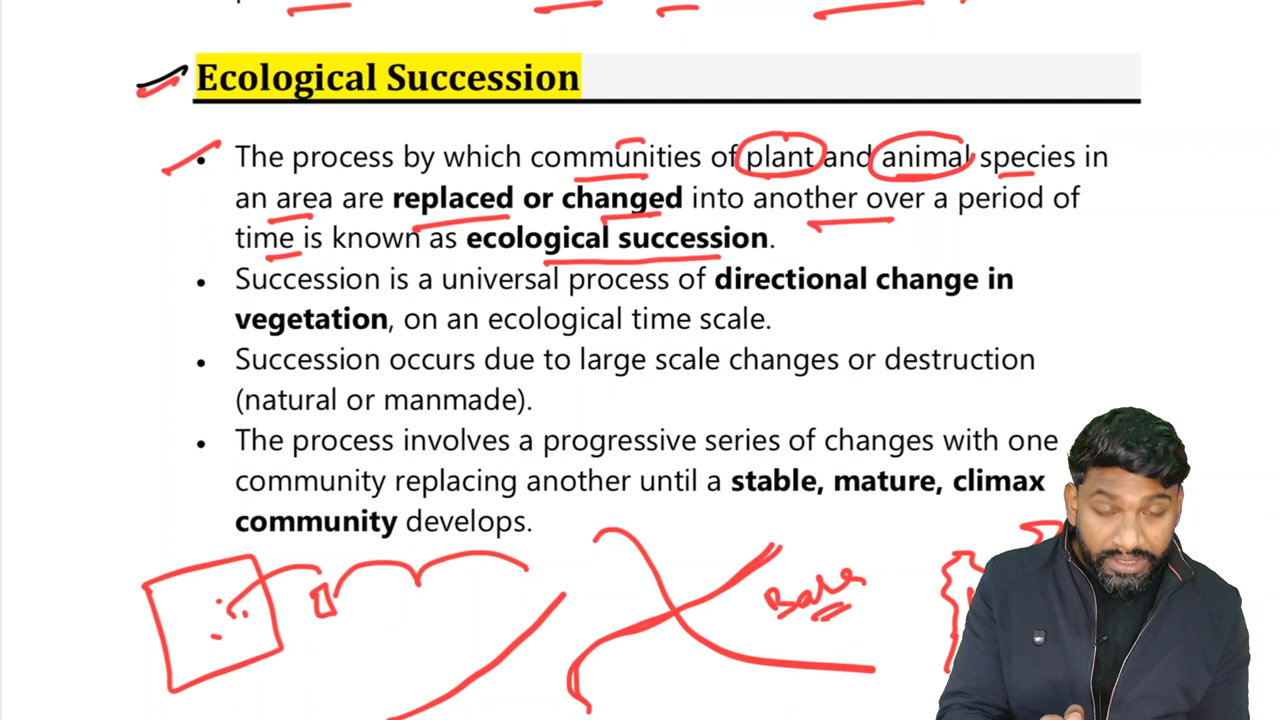 Ecological Succession
• The process by which communities of plant and animal species in
an area are replaced or changed into another over a period of
time is known as ecological succession.
• Succession is a universal process of directional change in
vegetation, on an ecological time scale.
• Succession occurs due to large scale changes or destruction
(natural or manmade).
• The process involves a progressive series of changes with one
community replacing another until a stable, mature, climax
community develops.